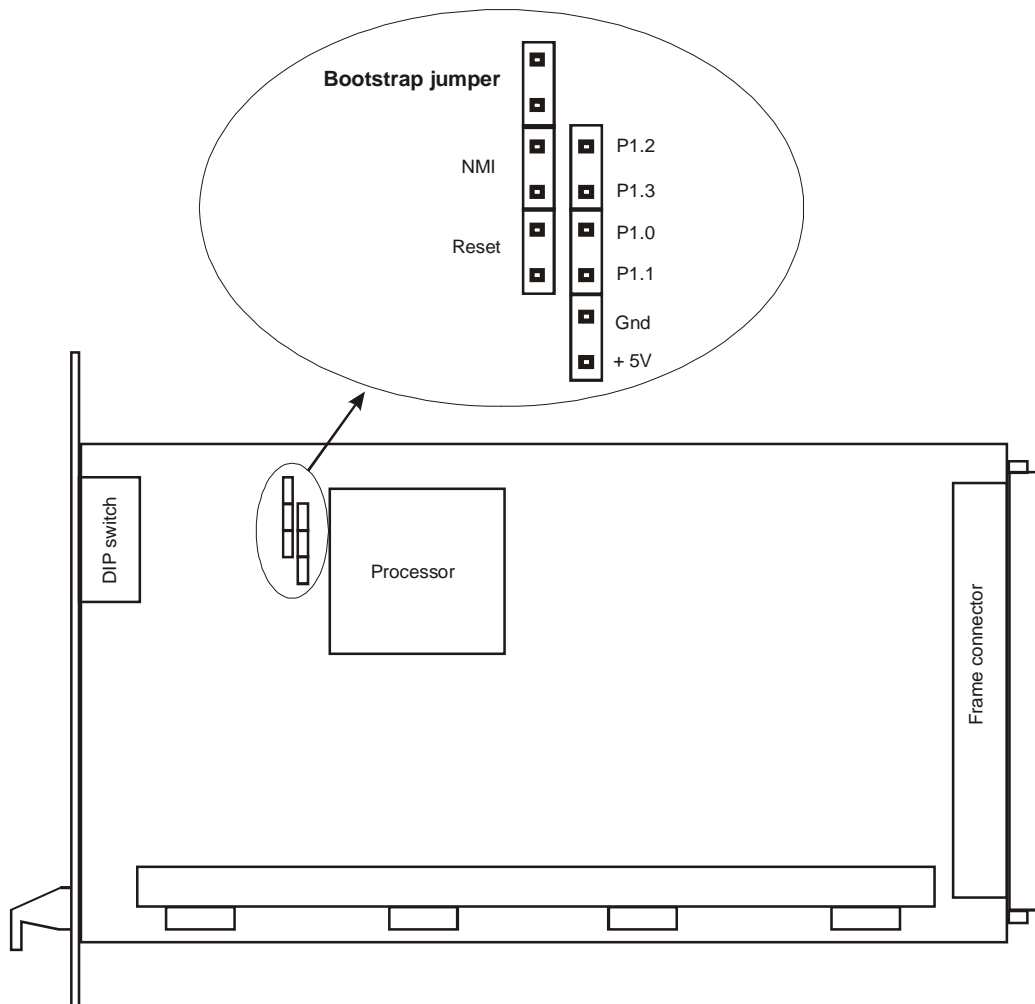 Bootstrap jumper
NMI
Reset
P1.2
P1.3
P1.0
P1.1
Gnd
+ 5V
DIP switch
Processor
Frame connector